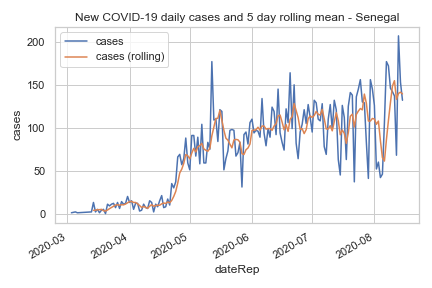 New COVID-19 daily cases and 5 day rolling mean - Senegal
cases
cases (rolling)
cases
200
150
100
50
0
2020-03
2020-04
2020-05
2020-06
2020-07
2020-08
dateRep